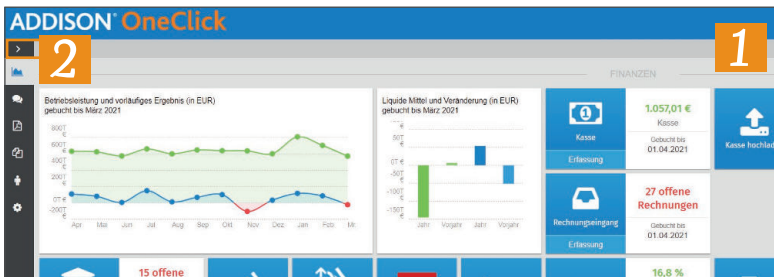 ADDISON OneClick
2
1
FINANZEN
Betriebsleistung und vorläufiges Ergebnis (in EUR)
gebucht bis März 2021
800T
€
600T
€
400T
€
200T
€
0T €
-200T
€
Apr Mai Jun Jul Aug Sep Okt Nov Dez Jan Feb Mr
Liquide Mittel und Veränderung (in EUR)
gebucht bis März 2021
€
50T
€
0T €
-50T
€
-100T
€
-150T
€
Jahr Vorjahr Jahr Vorjahr
1
Kasse
Erfassung
1.057,01 €
Kasse
Gebucht bis
01.04.2021
Kasse hochlad
Rechnungseingang
Erfassung
27 offene
Rechnungen
Gebucht bis
01.04.2021
15 offene
16,8 %